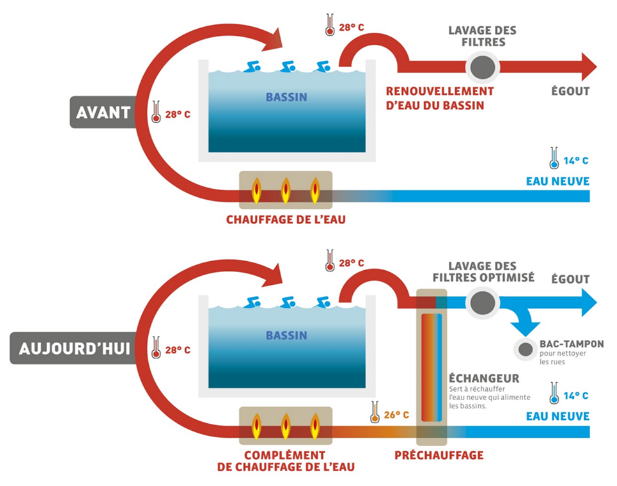 LAVAGE DES
FILTRES
28° C
BASSIN
RENOUVELLEMENT
D'EAU DU BASSIN
ÉGOUT
AVANT
28° C
14° C
EAU NEUVE
CHAUFFAGE DE L'EAU
28° C
LAVAGE DES
FILTRES OPTIMISÉ
ÉGOUT
BASSIN
AUJOURD'HUI
28° C
BAC-TAMPON
pour nettoyer
les rues
ÉCHANGEUR
Sert à réchauffer
l'eau neuve qui alimente
les bassins.
14° C
26° C
EAU NEUVE
COMPLÉMENT
DE CHAUFFAGE DE L'EAU
PRÉCHAUFFAGE